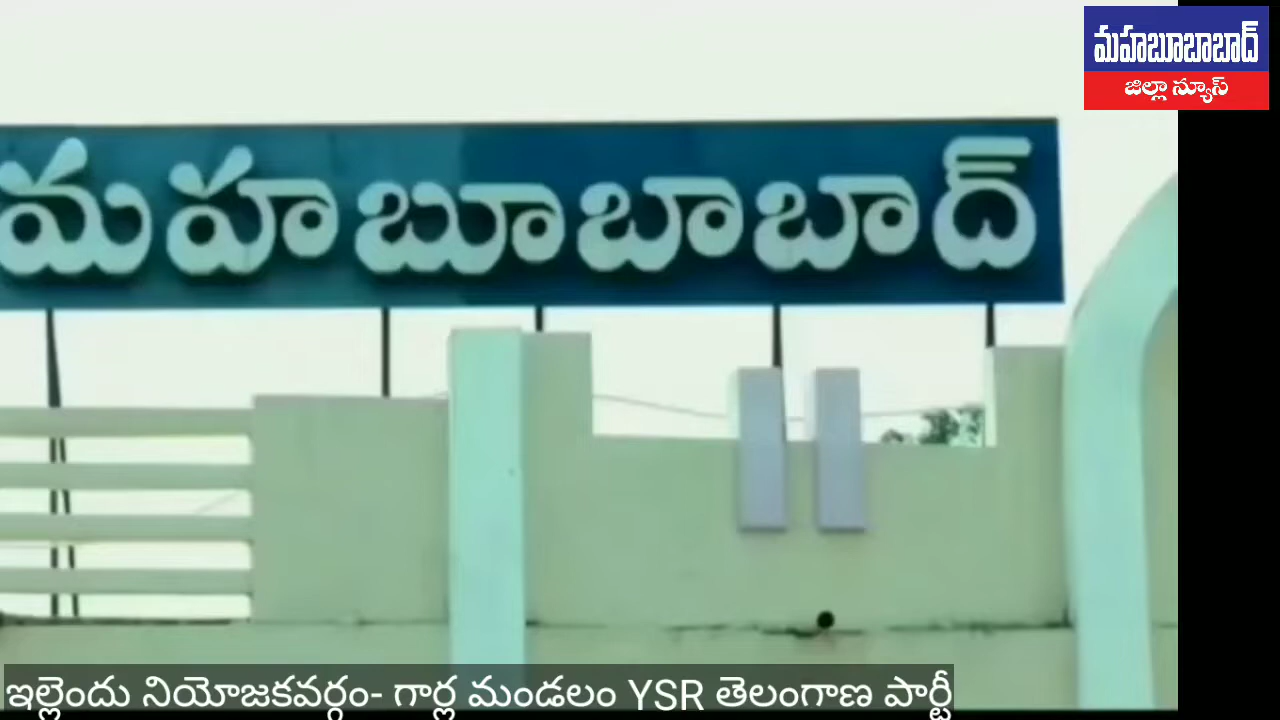 మహబూబాబాద్
జిల్లా న్యూస్
మహబూబాబాద్
ఇల్లెందు నియోజకవర్గం- గార్ల మండలం YSR తెలంగాణ పార్టీ